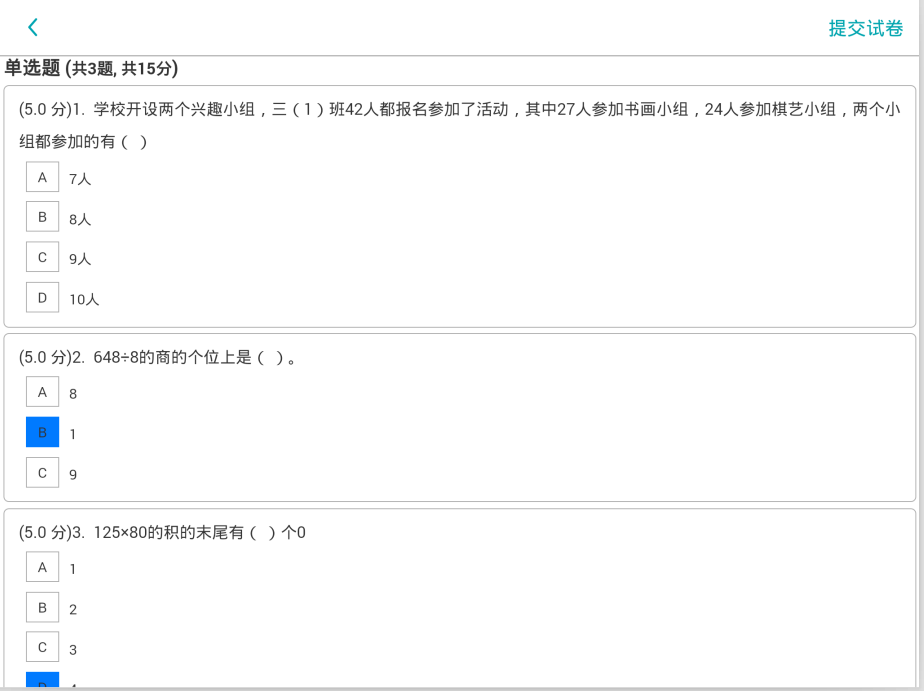 提交试卷
单选题 (共3题, 共15分)
(5.0 分)1. 学校开设两个兴趣小组，三（1）班42人都报名参加了活动，其中27人参加书画小组，24人参加棋艺小组，两个小
组都参加的有（ ）
A 7人
B 8人
C 9人
D 10人
(5.0 分)2. 648÷8的商的个位上是（ ）。
A 8
B 1
C 9
(5.0 分)3. 125×80的积的末尾有（ ）个0
A 1
B 2
C 3
D 4